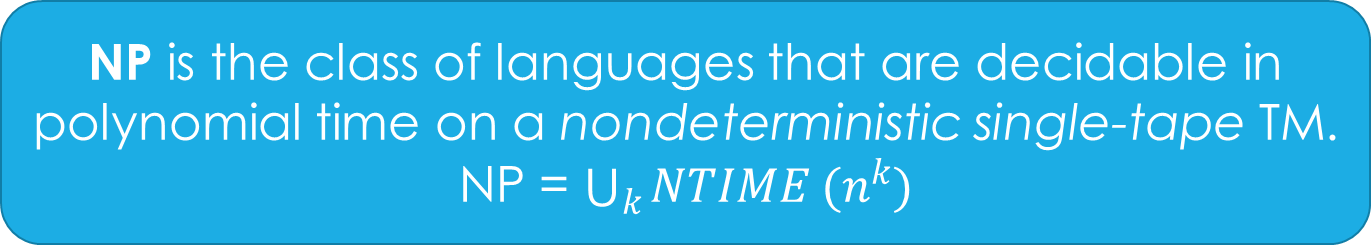 NP is the class of languages that are decidable in
polynomial time on a nondeterministic single-tape TM.
NP = ∪ₖ 𝑁𝑇𝐼𝑀𝐸 (𝑛ᵏ)